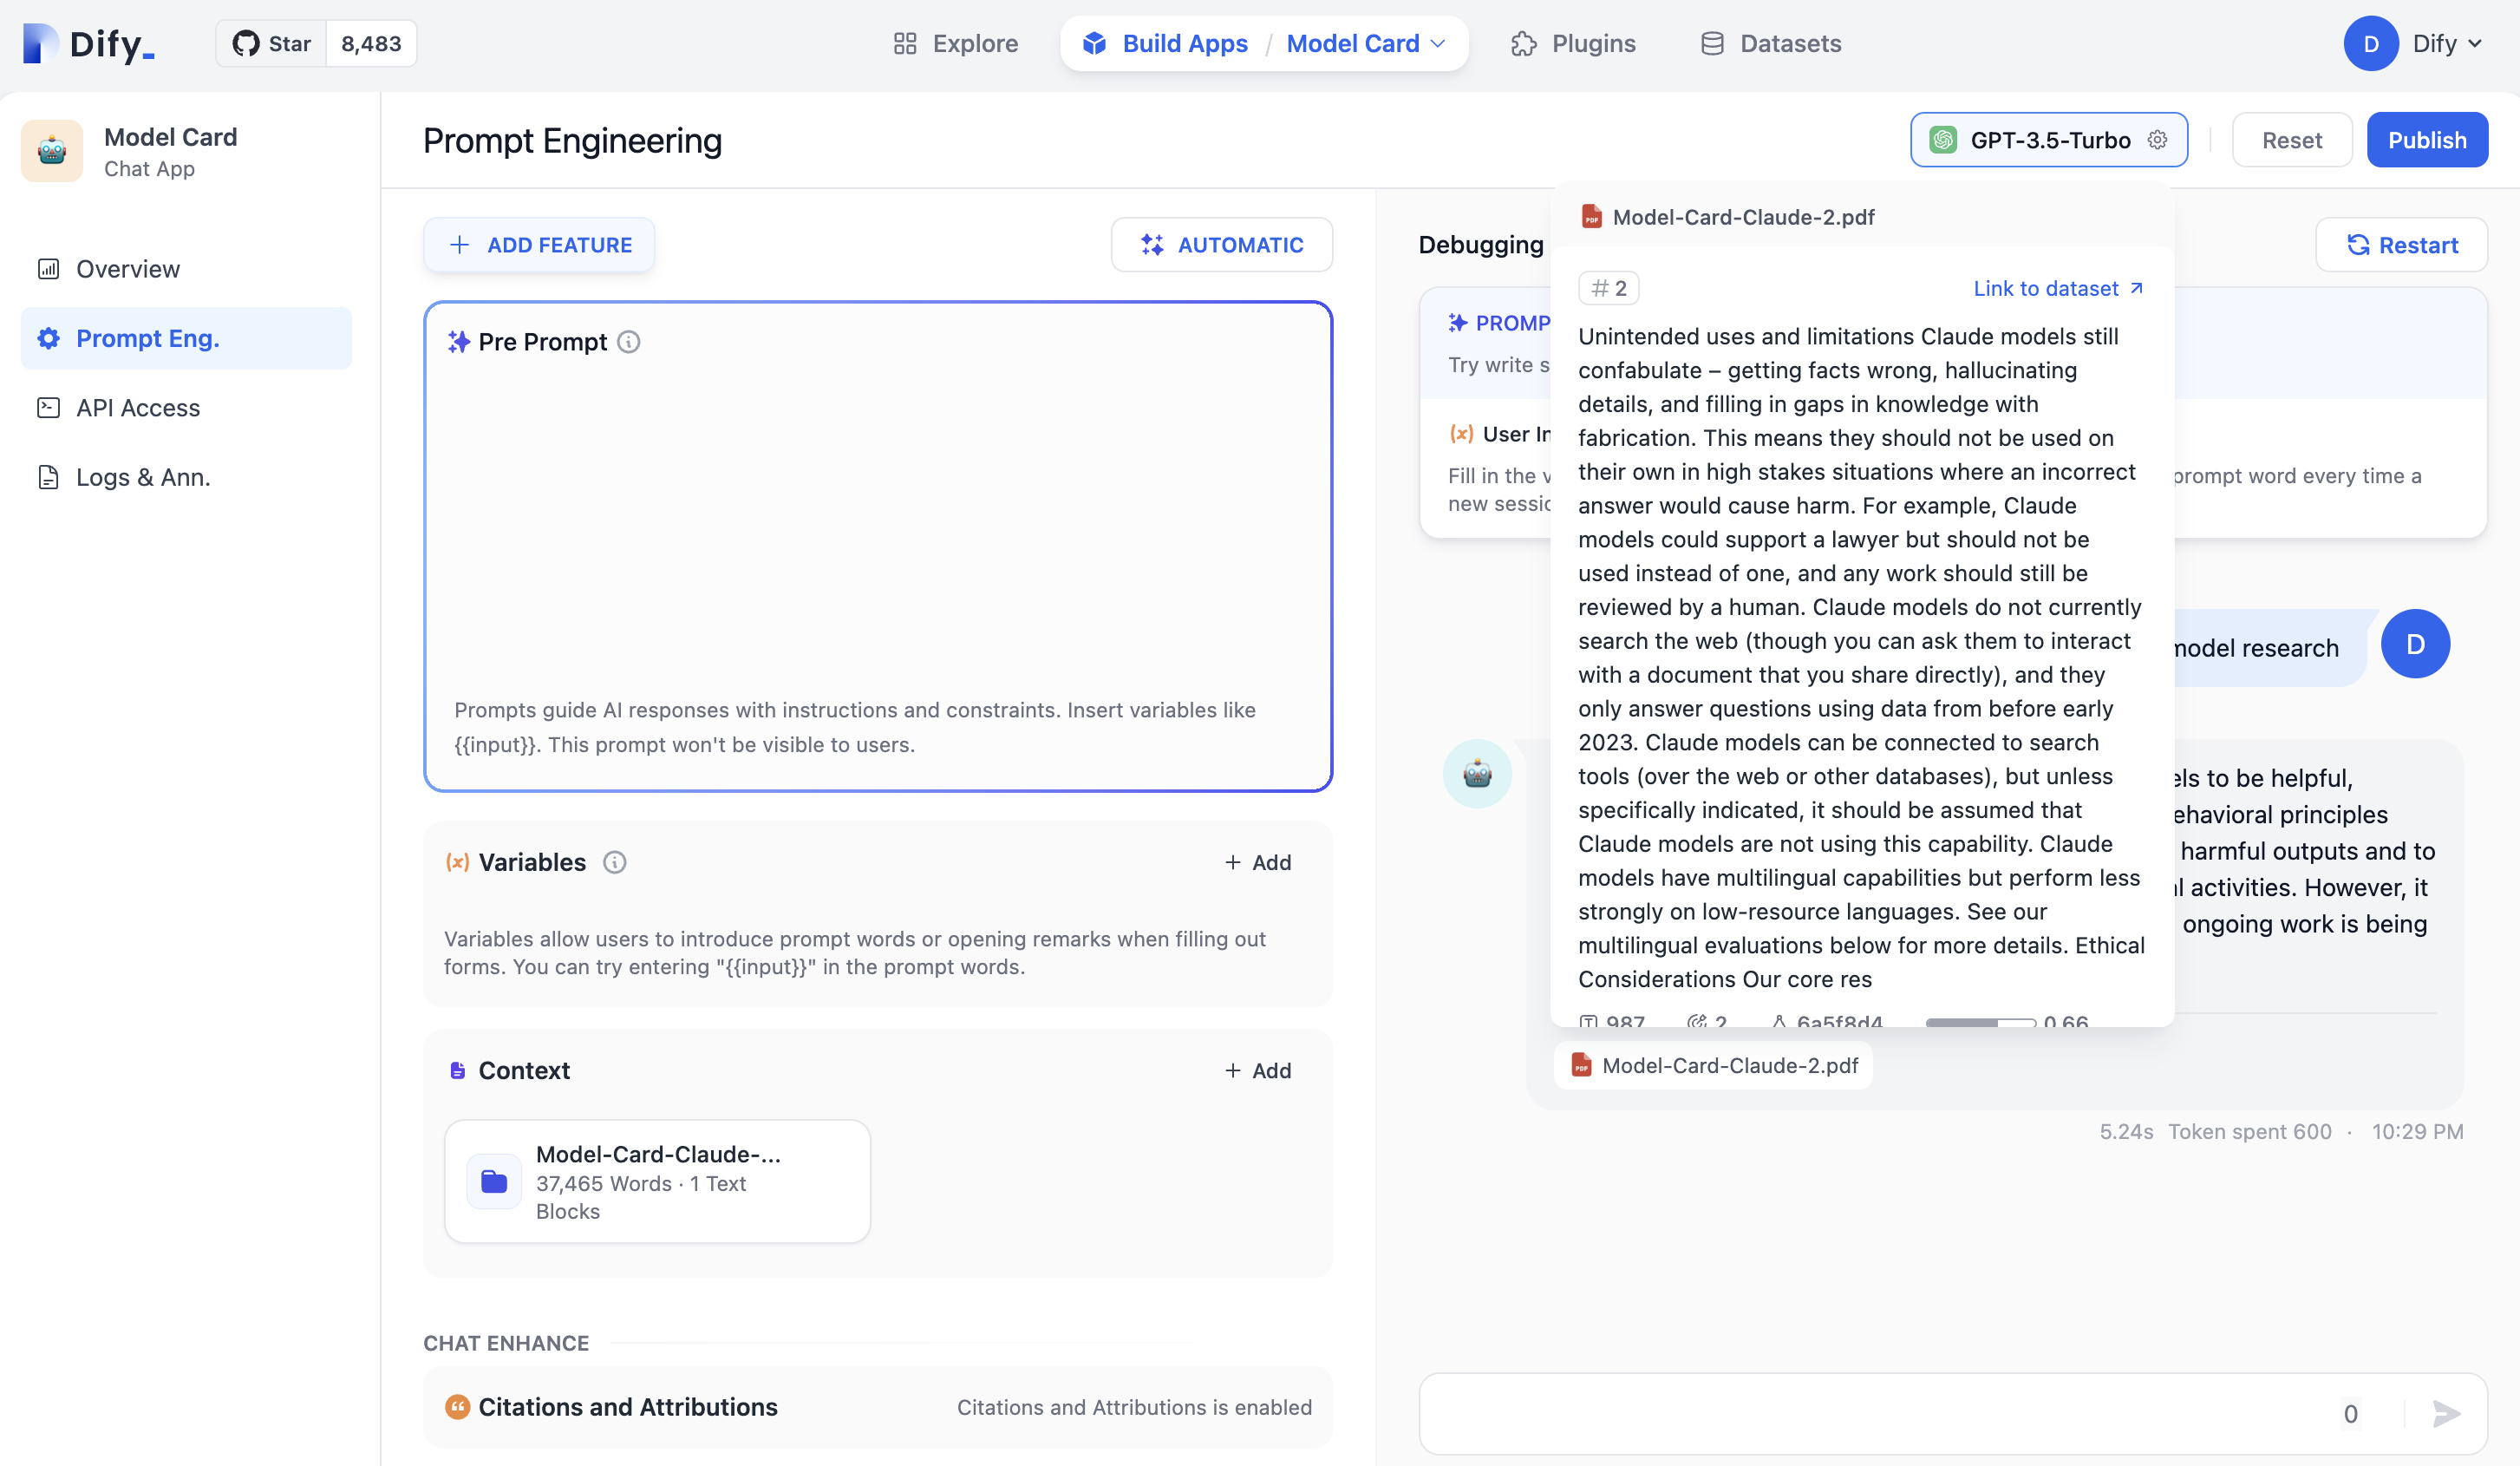 Dify_
Star 8,483
Explore
Build Apps / Model Card
Plugins
Datasets
D Dify
Model Card
Chat App
Overview
Prompt Eng.
API Access
Logs & Ann.
Prompt Engineering
GPT-3.5-Turbo
Reset
Publish
ADD FEATURE
AUTOMATIC
Pre Prompt
Prompts guide AI responses with instructions and constraints. Insert variables like
{{input}}. This prompt won't be visible to users.
Variables
+ Add
Variables allow users to introduce prompt words or opening remarks when filling out
forms. You can try entering "{{input}}" in the prompt words.
Context
+ Add
Model-Card-Claude-...
37,465 Words · 1 Text
Blocks
CHAT ENHANCE
Citations and Attributions
Citations and Attributions is enabled
Debugging
Restart
PROMP
Try write s
User In
Fill in the v
prompt word every time a
new sessio
model research
D
els to be helpful,
ehavioral principles
harmful outputs and to
l activities. However, it
ongoing work is being
PDF Model-Card-Claude-2.pdf
# 2
Link to dataset
Unintended uses and limitations Claude models still
confabulate – getting facts wrong, hallucinating
details, and filling in gaps in knowledge with
fabrication. This means they should not be used on
their own in high stakes situations where an incorrect
answer would cause harm. For example, Claude
models could support a lawyer but should not be
used instead of one, and any work should still be
reviewed by a human. Claude models do not currently
search the web (though you can ask them to interact
with a document that you share directly), and they
only answer questions using data from before early
2023. Claude models can be connected to search
tools (over the web or other databases), but unless
specifically indicated, it should be assumed that
Claude models are not using this capability. Claude
models have multilingual capabilities but perform less
strongly on low-resource languages. See our
multilingual evaluations below for more details. Ethical
Considerations Our core res
987 2 6a5f8d4 0.66
PDF Model-Card-Claude-2.pdf
5.24s Token spent 600 · 10:29 PM
0